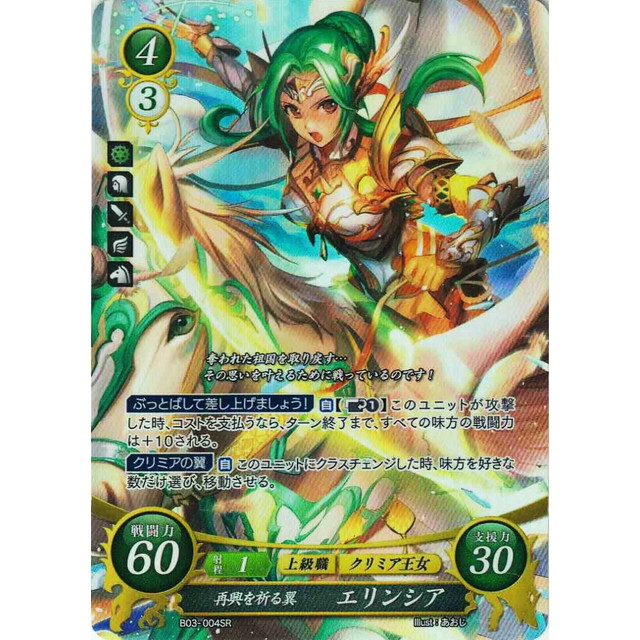 4
3
奪われた祖国を取り戻す…
その思いを叶えるために戦っているのです!
ぶっとばして差し上げましょう! 自【1】このユニットが攻撃
した時、コストを支払うなら、ターン終了まで、すべての味方の戦闘力
は+10される。
クリミアの翼 自 このユニットにクラスチェンジした時、味方を好きな
数だけ選び、移動させる。
戦闘力
60
射程 1
上級職
クリミア王女
支援力
30
再興を祈る翼 エリンシア
B03-004SR
Illust:あおじ